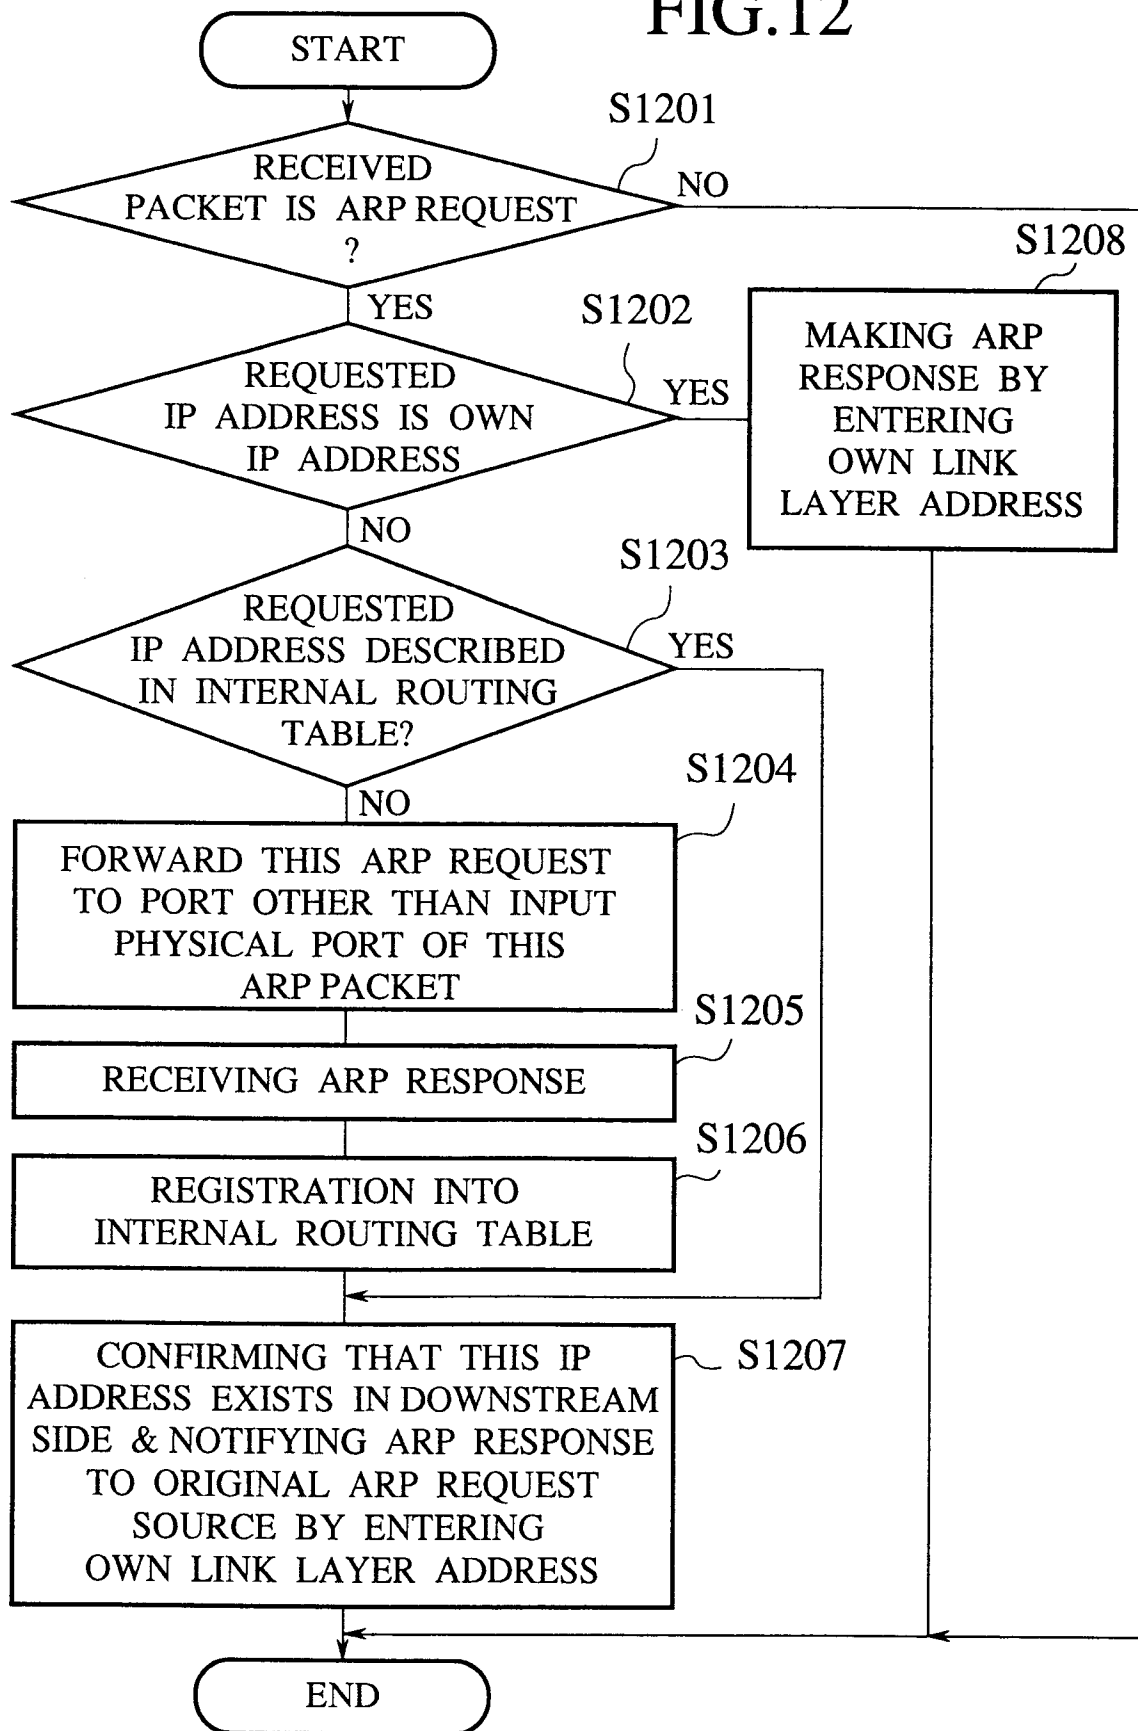 FIG.12
START
S1201
RECEIVED
PACKET IS ARP REQUEST
?
NO
YES
S1202
REQUESTED
IP ADDRESS IS OWN
IP ADDRESS
YES
S1208
MAKING ARP
RESPONSE BY
ENTERING
OWN LINK
LAYER ADDRESS
NO
S1203
REQUESTED
IP ADDRESS DESCRIBED
IN INTERNAL ROUTING
TABLE?
YES
NO
S1204
FORWARD THIS ARP REQUEST
TO PORT OTHER THAN INPUT
PHYSICAL PORT OF THIS
ARP PACKET
S1205
RECEIVING ARP RESPONSE
S1206
REGISTRATION INTO
INTERNAL ROUTING TABLE
S1207
CONFIRMING THAT THIS IP
ADDRESS EXISTS IN DOWNSTREAM
SIDE & NOTIFYING ARP RESPONSE
TO ORIGINAL ARP REQUEST
SOURCE BY ENTERING
OWN LINK LAYER ADDRESS
END